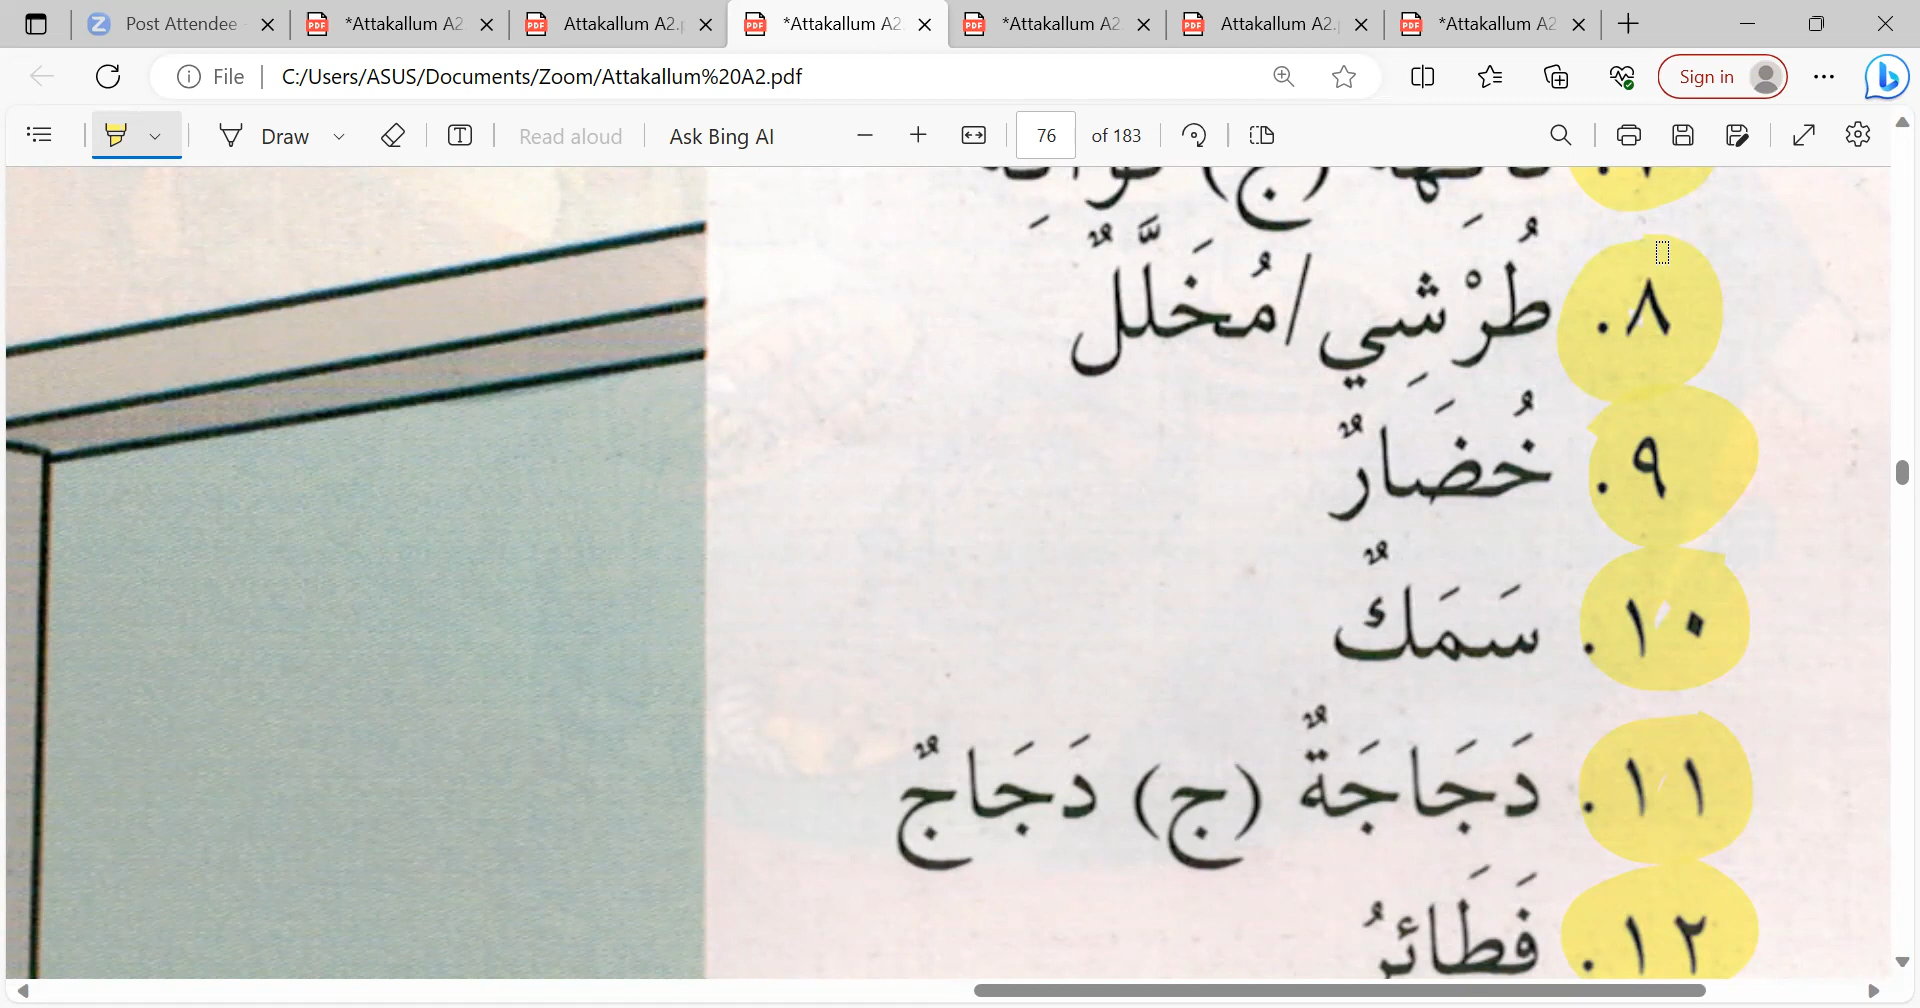 Post Attendee
*Attakallum A2
Attakallum A2.
*Attakallum A2
*Attakallum A2
Attakallum A2.
*Attakallum A2
File
C:/Users/ASUS/Documents/Zoom/Attakallum%20A2.pdf
Sign in
Draw
Read aloud
Ask Bing AI
76 of 183
٨. طُرْشِي/مُخَلَّلٌ
٩. خُضَارٌ
١٠. سَمَكٌ
١١. دَجَاجَةٌ (ج) دَجَاجٌ
١٢. فَطَائِرُ